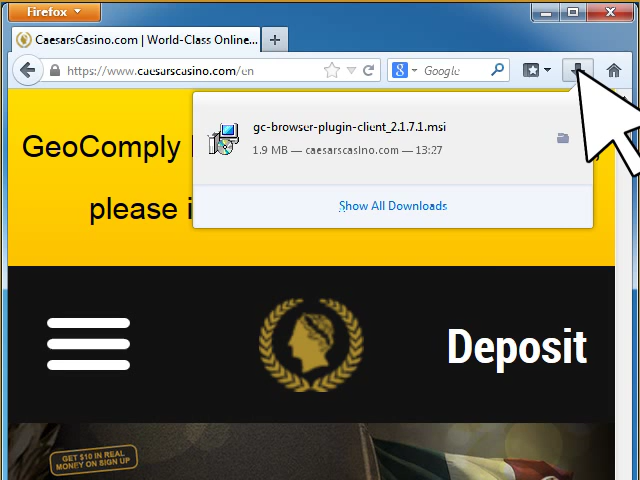 Firefox
CaesarsCasino.com | World-Class Online...
https://www.caesarscasino.com/en
Google
gc-browser-plugin-client_2.1.7.1.msi
1.9 MB — caesarscasino.com — 13:27
Show All Downloads
GeoComply
please i
Deposit
GET $10 IN REAL
MONEY ON SIGN UP